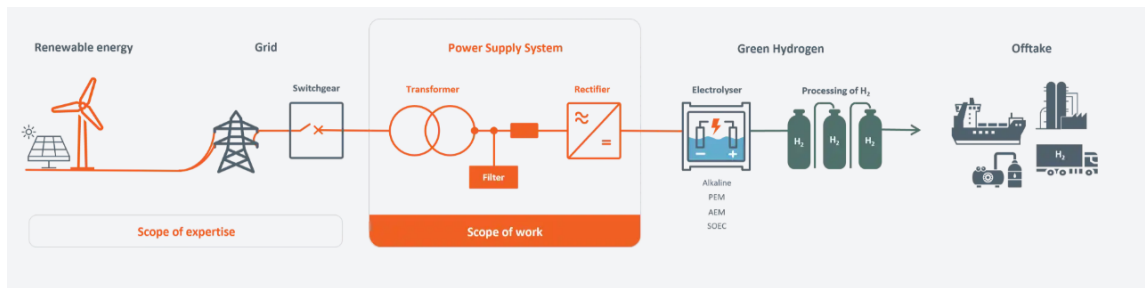 Renewable energy
Grid
Power Supply System
Green Hydrogen
Offtake
Switchgear
Transformer
Rectifier
Electrolyser
Processing of H₂
Filter
H₂
H₂
H₂
H₂
Alkaline
PEM
AEM
SOEC
Scope of expertise
Scope of work